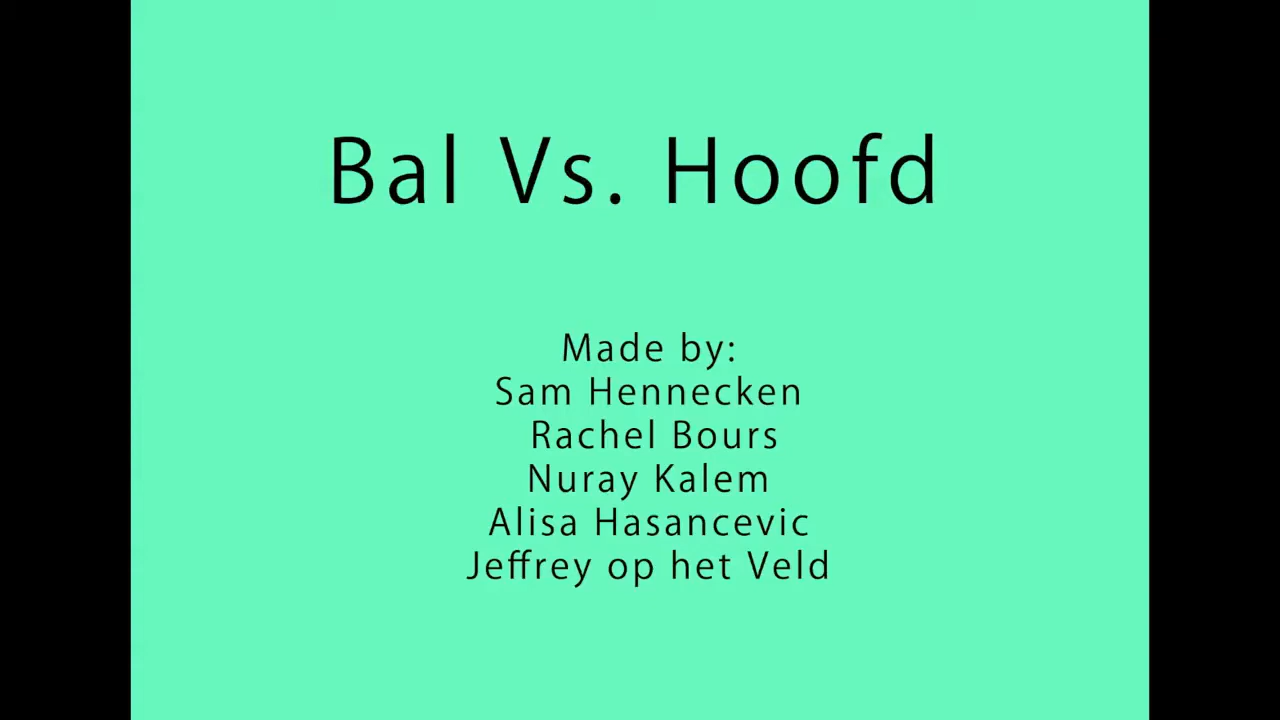 Bal Vs. Hoofd
Made by:
Sam Hennecken
Rachel Bours
Nuray Kalem
Alisa Hasancevic
Jeffrey op het Veld